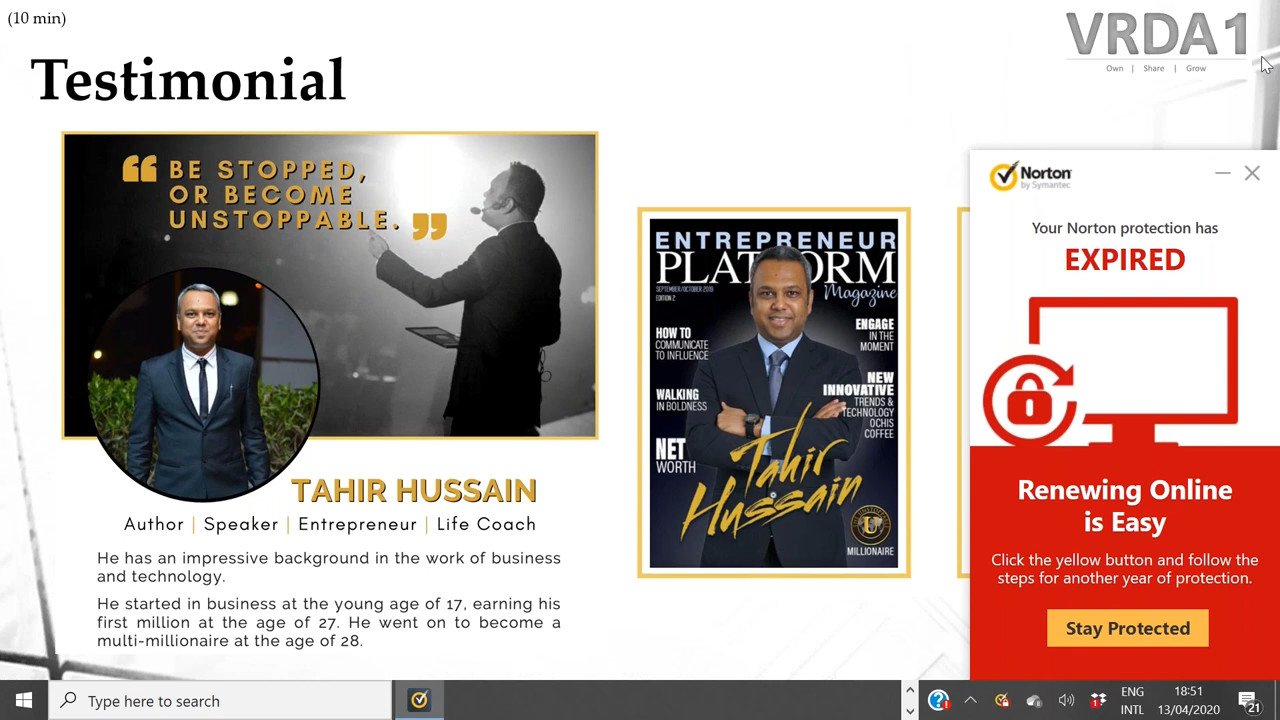 (10 min)
VRDA1
Own | Share | Grow
Testimonial
“ BE STOPPED,
OR BECOME
UNSTOPPABLE. ”
TAHIR HUSSAIN
Author | Speaker | Entrepreneur | Life Coach
He has an impressive background in the work of business
and technology.
He started in business at the young age of 17, earning his
first million at the age of 27. He went on to become a
multi-millionaire at the age of 28.
ENTREPRENEUR
PLATFORM
Magazine
SEPTEMBER/OCTOBER 2019
EDITION 2
HOW TO
COMMUNICATE
TO INFLUENCE
WALKING
IN BOLDNESS
NET
WORTH
ENGAGE
IN THE
MOMENT
NEW
INNOVATIVE
TRENDS &
TECHNOLOGY
OCHIS
COFFEE
Tahir
Hussain
U
MILLIONAIRE
Norton
by Symantec
Your Norton protection has
EXPIRED
Renewing Online
is Easy
Click the yellow button and follow the
steps for another year of protection.
Stay Protected
Type here to search
1
ENG
INTL
18:51
13/04/2020
21